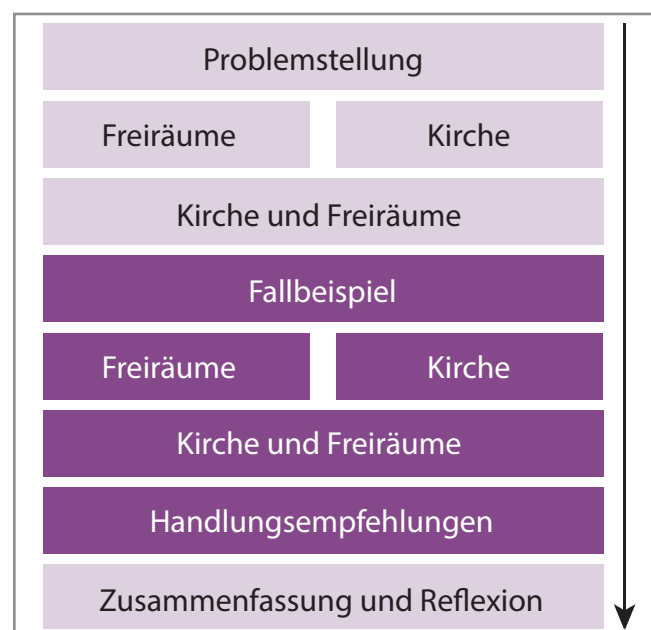 Problemstellung
Freiräume Kirche
Kirche und Freiräume
Fallbeispiel
Freiräume Kirche
Kirche und Freiräume
Handlungsempfehlungen
Zusammenfassung und Reflexion